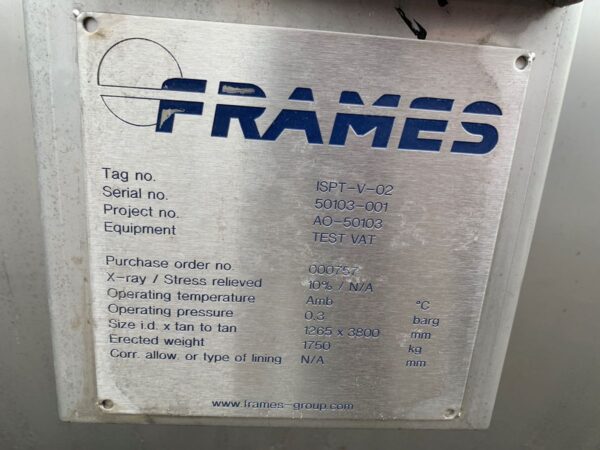 FRAMES
Tag no. ISPT-V-02
Serial no. 50103-001
Project no. AO-50103
Equipment TEST VAT
Purchase order no. 000757
X-ray / Stress relieved 10% / N/A
Operating temperature Amb °C
Operating pressure 0,3 barg
Size i.d. x tan to tan 1265 x 3800 mm
Erected weight 1750 kg
Corr. allow. or type of lining N/A mm
www.frames-group.com